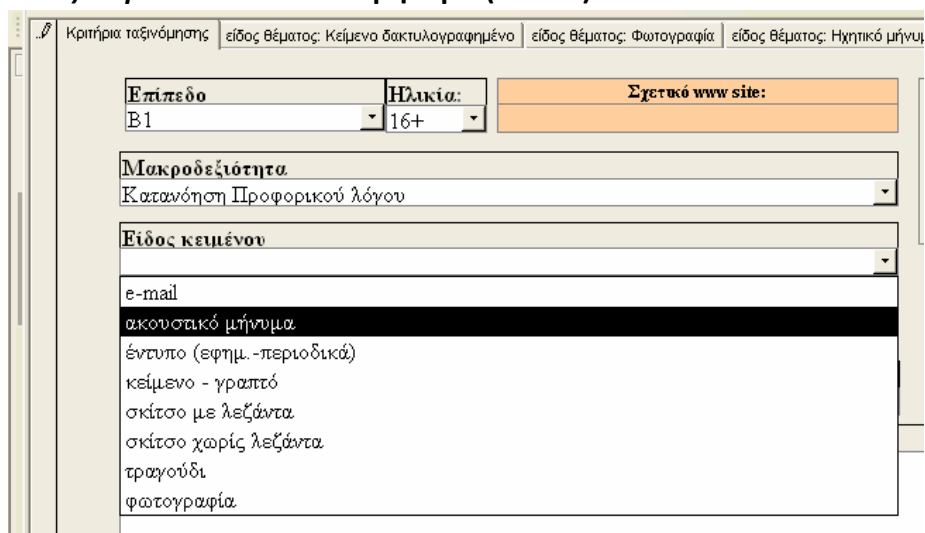 Κριτήρια ταξινόμησης είδος θέματος: Κείμενο δακτυλογραφημένο είδος θέματος: Φωτογραφία είδος θέματος: Ηχητικό
Επίπεδο Ηλικία: Σχετικό www site:
B1 16+
Μακροδεξιότητα
Κατανόηση Προφορικού λόγου
Είδος κειμένου
e-mail
ακουστικό μήνυμα
έντυπο (εφημ.-περιοδικά)
κείμενο - γραπτό
σκίτσο με λεζάντα
σκίτσο χωρίς λεζάντα
τραγούδι
φωτογραφία